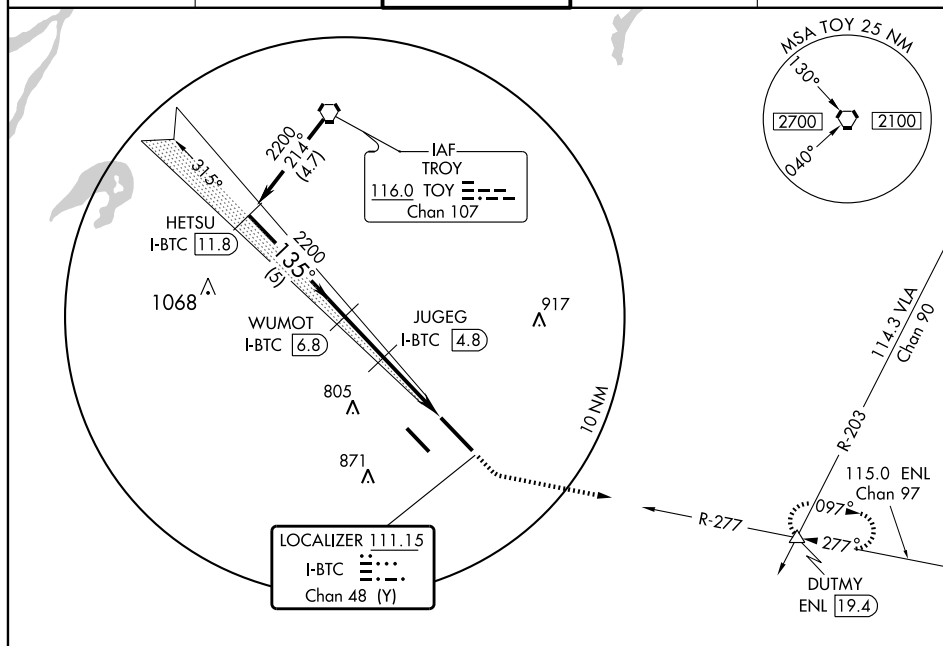 MSA TOY 25 NM
130°
2700
2100
040°
2200
214°
(4.7)
IAF
TROY
116.0 TOY
Chan 107
315°
HETSU
I-BTC 11.8
2200
135°
(5)
1068
WUMOT
I-BTC 6.8
JUGEG
I-BTC 4.8
917
805
871
10 NM
114.3 VLA
Chan 90
R-203
115.0 ENL
Chan 97
R-277
097°
277°
DUTMY
ENL 19.4
LOCALIZER 111.15
I-BTC
Chan 48 (Y)